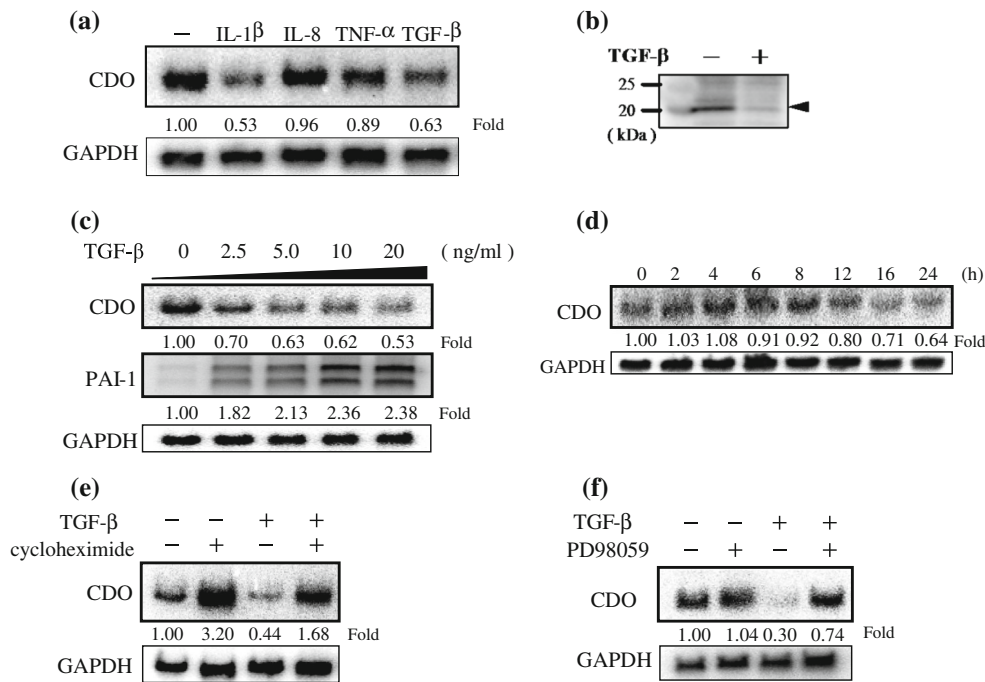 (a)
– IL-1β IL-8 TNF-α TGF-β
CDO
1.00 0.53 0.96 0.89 0.63 Fold
GAPDH
(b)
TGF-β – +
25
20
( kDa )
(c)
TGF-β 0 2.5 5.0 10 20 ( ng/ml )
CDO
1.00 0.70 0.63 0.62 0.53 Fold
PAI-1
1.00 1.82 2.13 2.36 2.38 Fold
GAPDH
(d)
0 2 4 6 8 12 16 24 (h)
CDO
1.00 1.03 1.08 0.91 0.92 0.80 0.71 0.64 Fold
GAPDH
(e)
TGF-β – – + +
cycloheximide – + – +
CDO
1.00 3.20 0.44 1.68 Fold
GAPDH
(f)
TGF-β – – + +
PD98059 – + – +
CDO
1.00 1.04 0.30 0.74 Fold
GAPDH